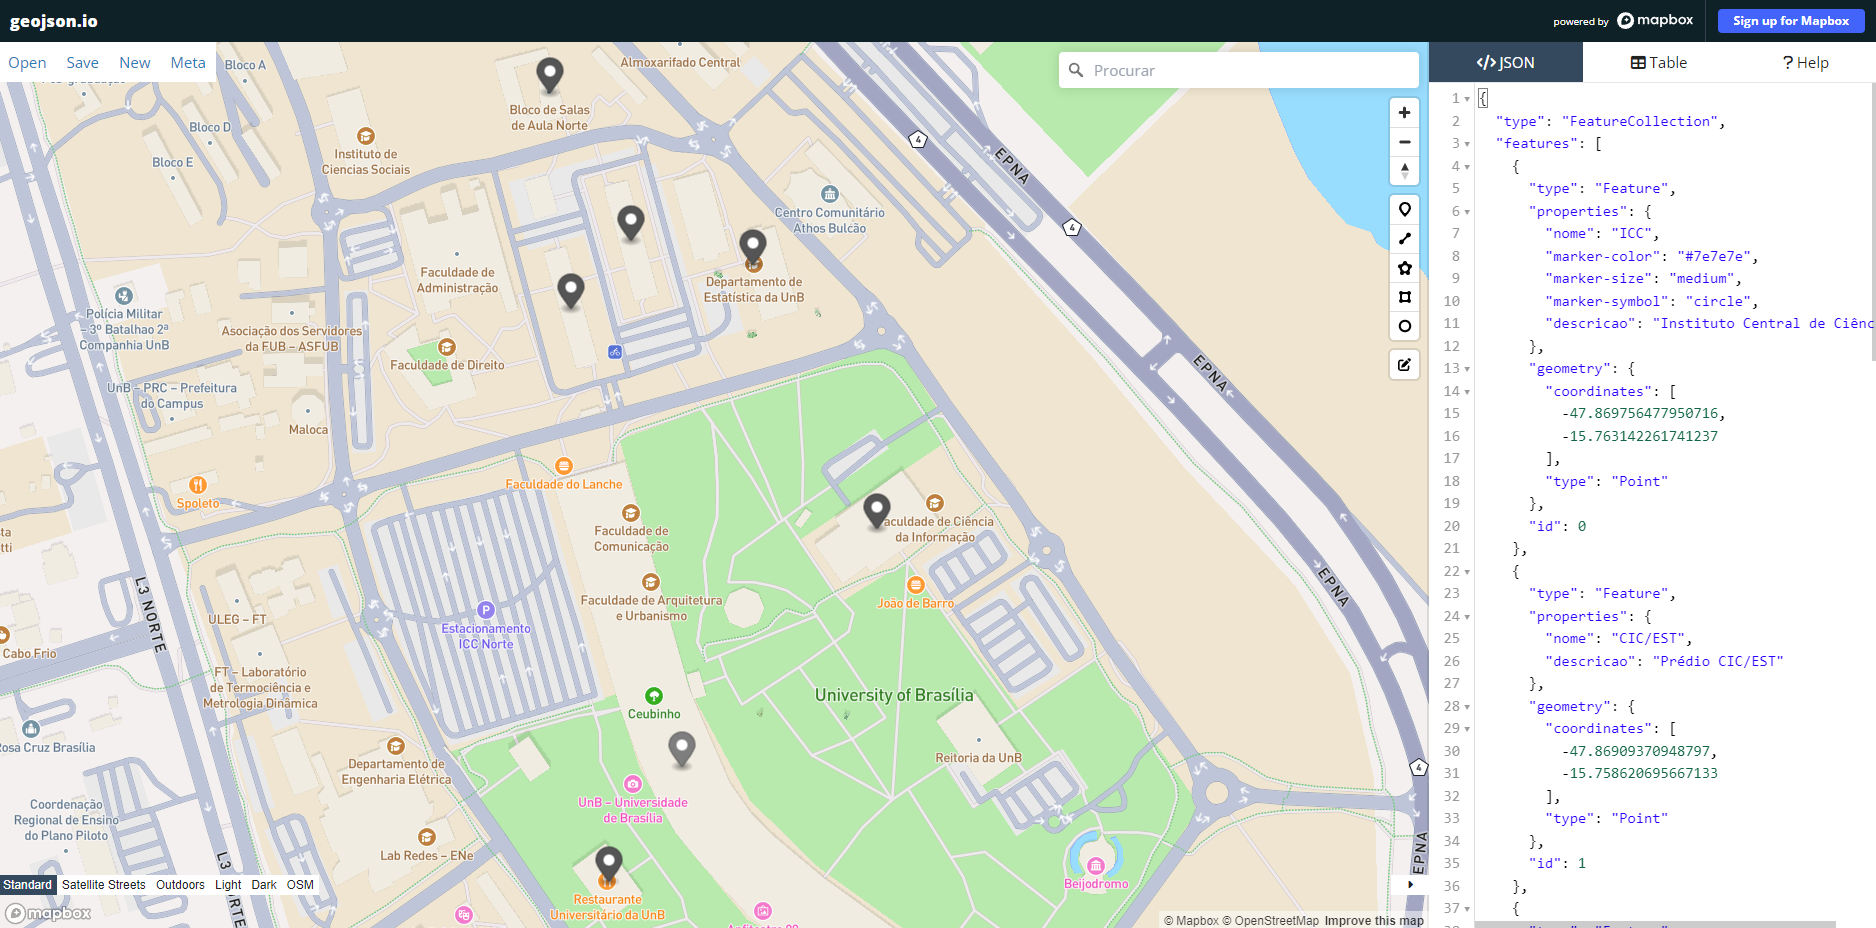 geojson.io
powered by mapbox
Sign up for Mapbox
Open Save New Meta
Procurar
</>JSON
Table
? Help
Bloco A
Almoxarifado Central
Bloco de Salas
de Aula Norte
Bloco D
Bloco E
Instituto de
Ciencias Sociais
EPNA
4
Centro Comunitário
Athos Bulcão
4
Faculdade de
Administração
Departamento de
Estatística da UnB
Polícia Militar
– 3º Batalhao 2ª
Companhia UnB
Asociação dos Servidores
da FUB – ASFUB
Faculdade de Direito
EPNA
UnB – PRC – Prefeitura
do Campus
Maloca
Faculdade do Lanche
Spoleto
Faculdade de
Comunicação
Faculdade de Ciência
da Informação
EPNA
L3 NORTE
Faculdade de Arquitetura
e Urbanismo
João de Barro
P
Estacionamento
ICC Norte
ULEG – FT
Cabo Frio
FT – Laboratório
de Termociência e
Metrologia Dinâmica
University of Brasília
Ceubinho
Rosa Cruz Brasília
Departamento de
Engenharia Elétrica
Reitoria da UnB
4
UnB – Universidade
de Brasília
Coordenação
Regional de Ensino
do Plano Piloto
Lab Redes – ENe
L3 NORTE
EPNA
Beijodromo
Restaurante
Universitário da UnB
Standard Satellite Streets Outdoors Light Dark OSM
mapbox
© Mapbox © OpenStreetMap Improve this map
1 {
2 "type": "FeatureCollection",
3 "features": [
4 {
5 "type": "Feature",
6 "properties": {
7 "nome": "ICC",
8 "marker-color": "#7e7e7e",
9 "marker-size": "medium",
10 "marker-symbol": "circle",
11 "descricao": "Instituto Central de Ciênc
12 },
13 "geometry": {
14 "coordinates": [
15 -47.869756477950716,
16 -15.763142261741237
17 ],
18 "type": "Point"
19 },
20 "id": 0
21 },
22 {
23 "type": "Feature",
24 "properties": {
25 "nome": "CIC/EST",
26 "descricao": "Prédio CIC/EST"
27 },
28 "geometry": {
29 "coordinates": [
30 -47.86909370948797,
31 -15.758620695667133
32 ],
33 "type": "Point"
34 },
35 "id": 1
36 },
37 {